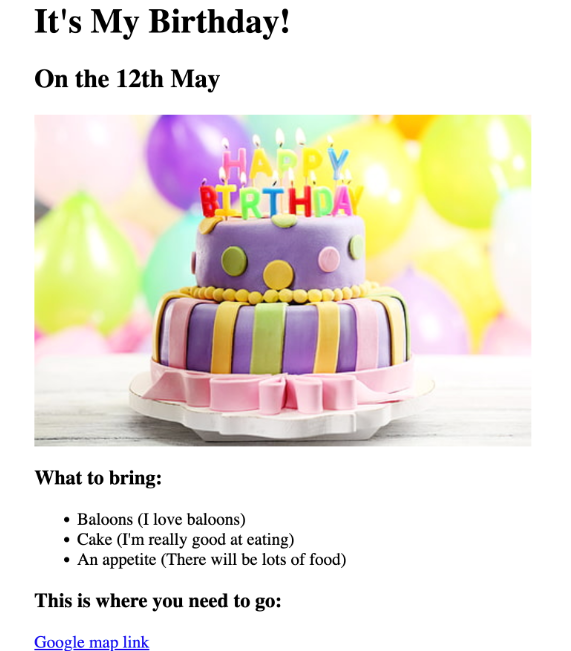 It's My Birthday!
On the 12th May
HAPPY
BIRTHDAY
What to bring:
Baloons (I love baloons)
Cake (I'm really good at eating)
An appetite (There will be lots of food)
This is where you need to go:
Google map link